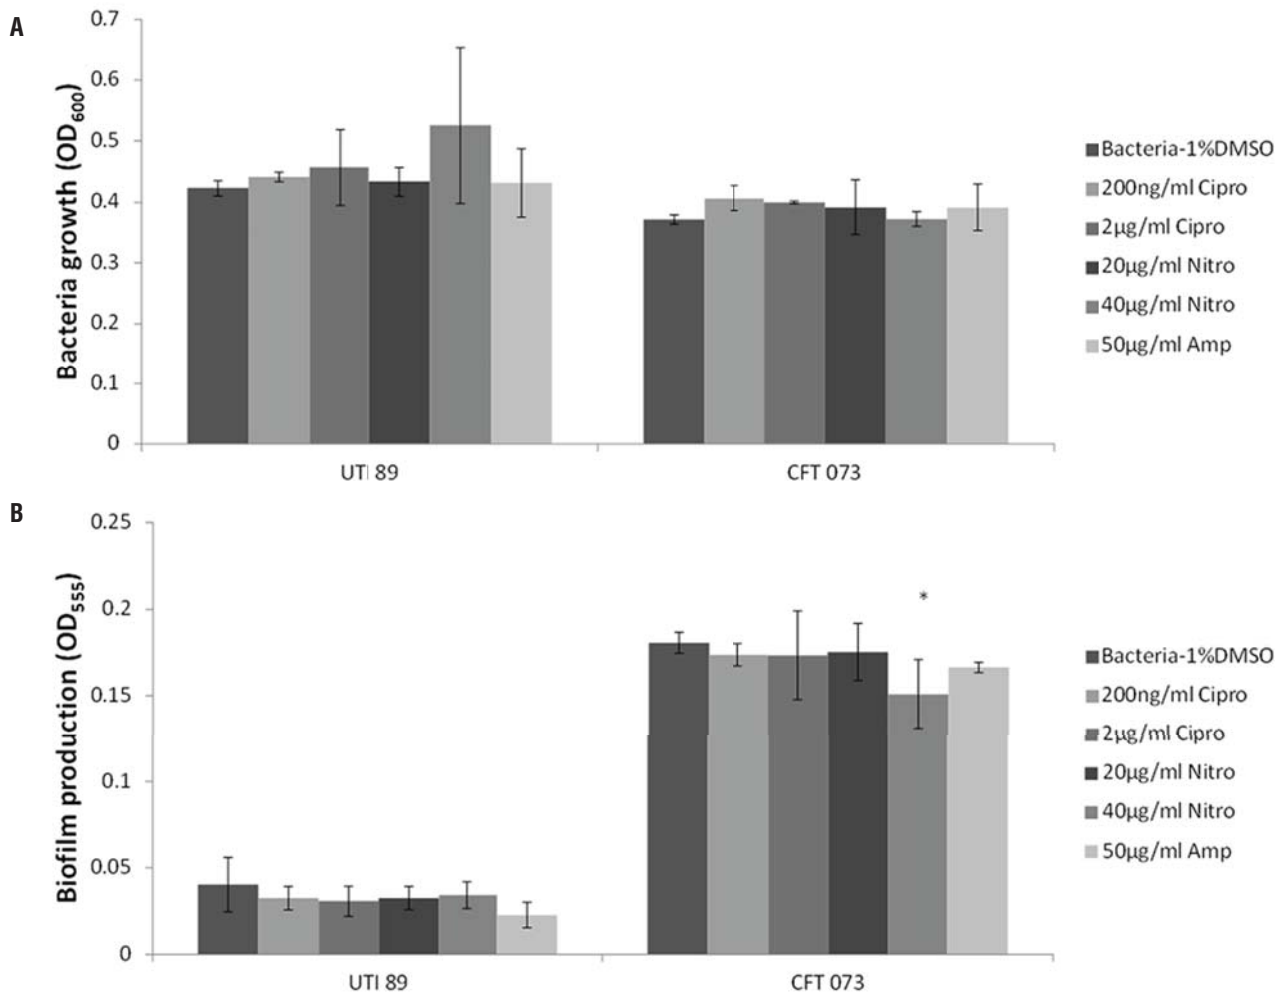 A
Bacteria growth (OD600)
0.7
0.6
0.5
0.4
0.3
0.2
0.1
0
UTI 89
CFT 073
Bacteria-1%DMSO
200ng/ml Cipro
2µg/ml Cipro
20µg/ml Nitro
40µg/ml Nitro
50µg/ml Amp
B
Biofilm production (OD555)
0.25
0.2
0.15
0.1
0.05
0
*
UTI 89
CFT 073
Bacteria-1%DMSO
200ng/ml Cipro
2µg/ml Cipro
20µg/ml Nitro
40µg/ml Nitro
50µg/ml Amp